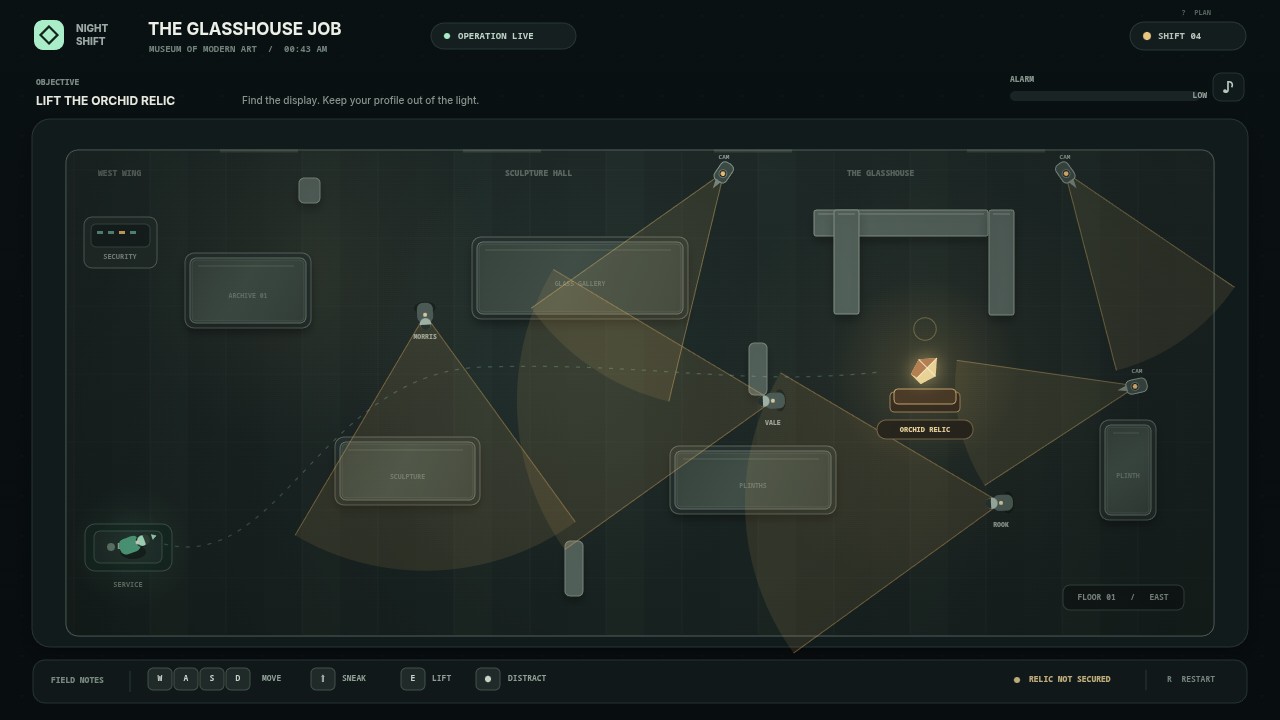 NIGHT
SHIFT
THE GLASSHOUSE JOB
MUSEUM OF MODERN ART / 00:43 AM
OPERATION LIVE
? PLAN
SHIFT 04
OBJECTIVE
LIFT THE ORCHID RELIC
Find the display. Keep your profile out of the light.
ALARM
LOW
WEST WING
SCULPTURE HALL
CAM
THE GLASSHOUSE
CAM
SECURITY
ARCHIVE 01
GLASS GALLERY
MORRIS
CAM
VALE
ORCHID RELIC
SCULPTURE
PLINTHS
PLINTH
ROOK
SERVICE
FLOOR 01 / EAST
FIELD NOTES
W A S D MOVE
⇧ SNEAK
E LIFT
DISTRACT
RELIC NOT SECURED
R RESTART